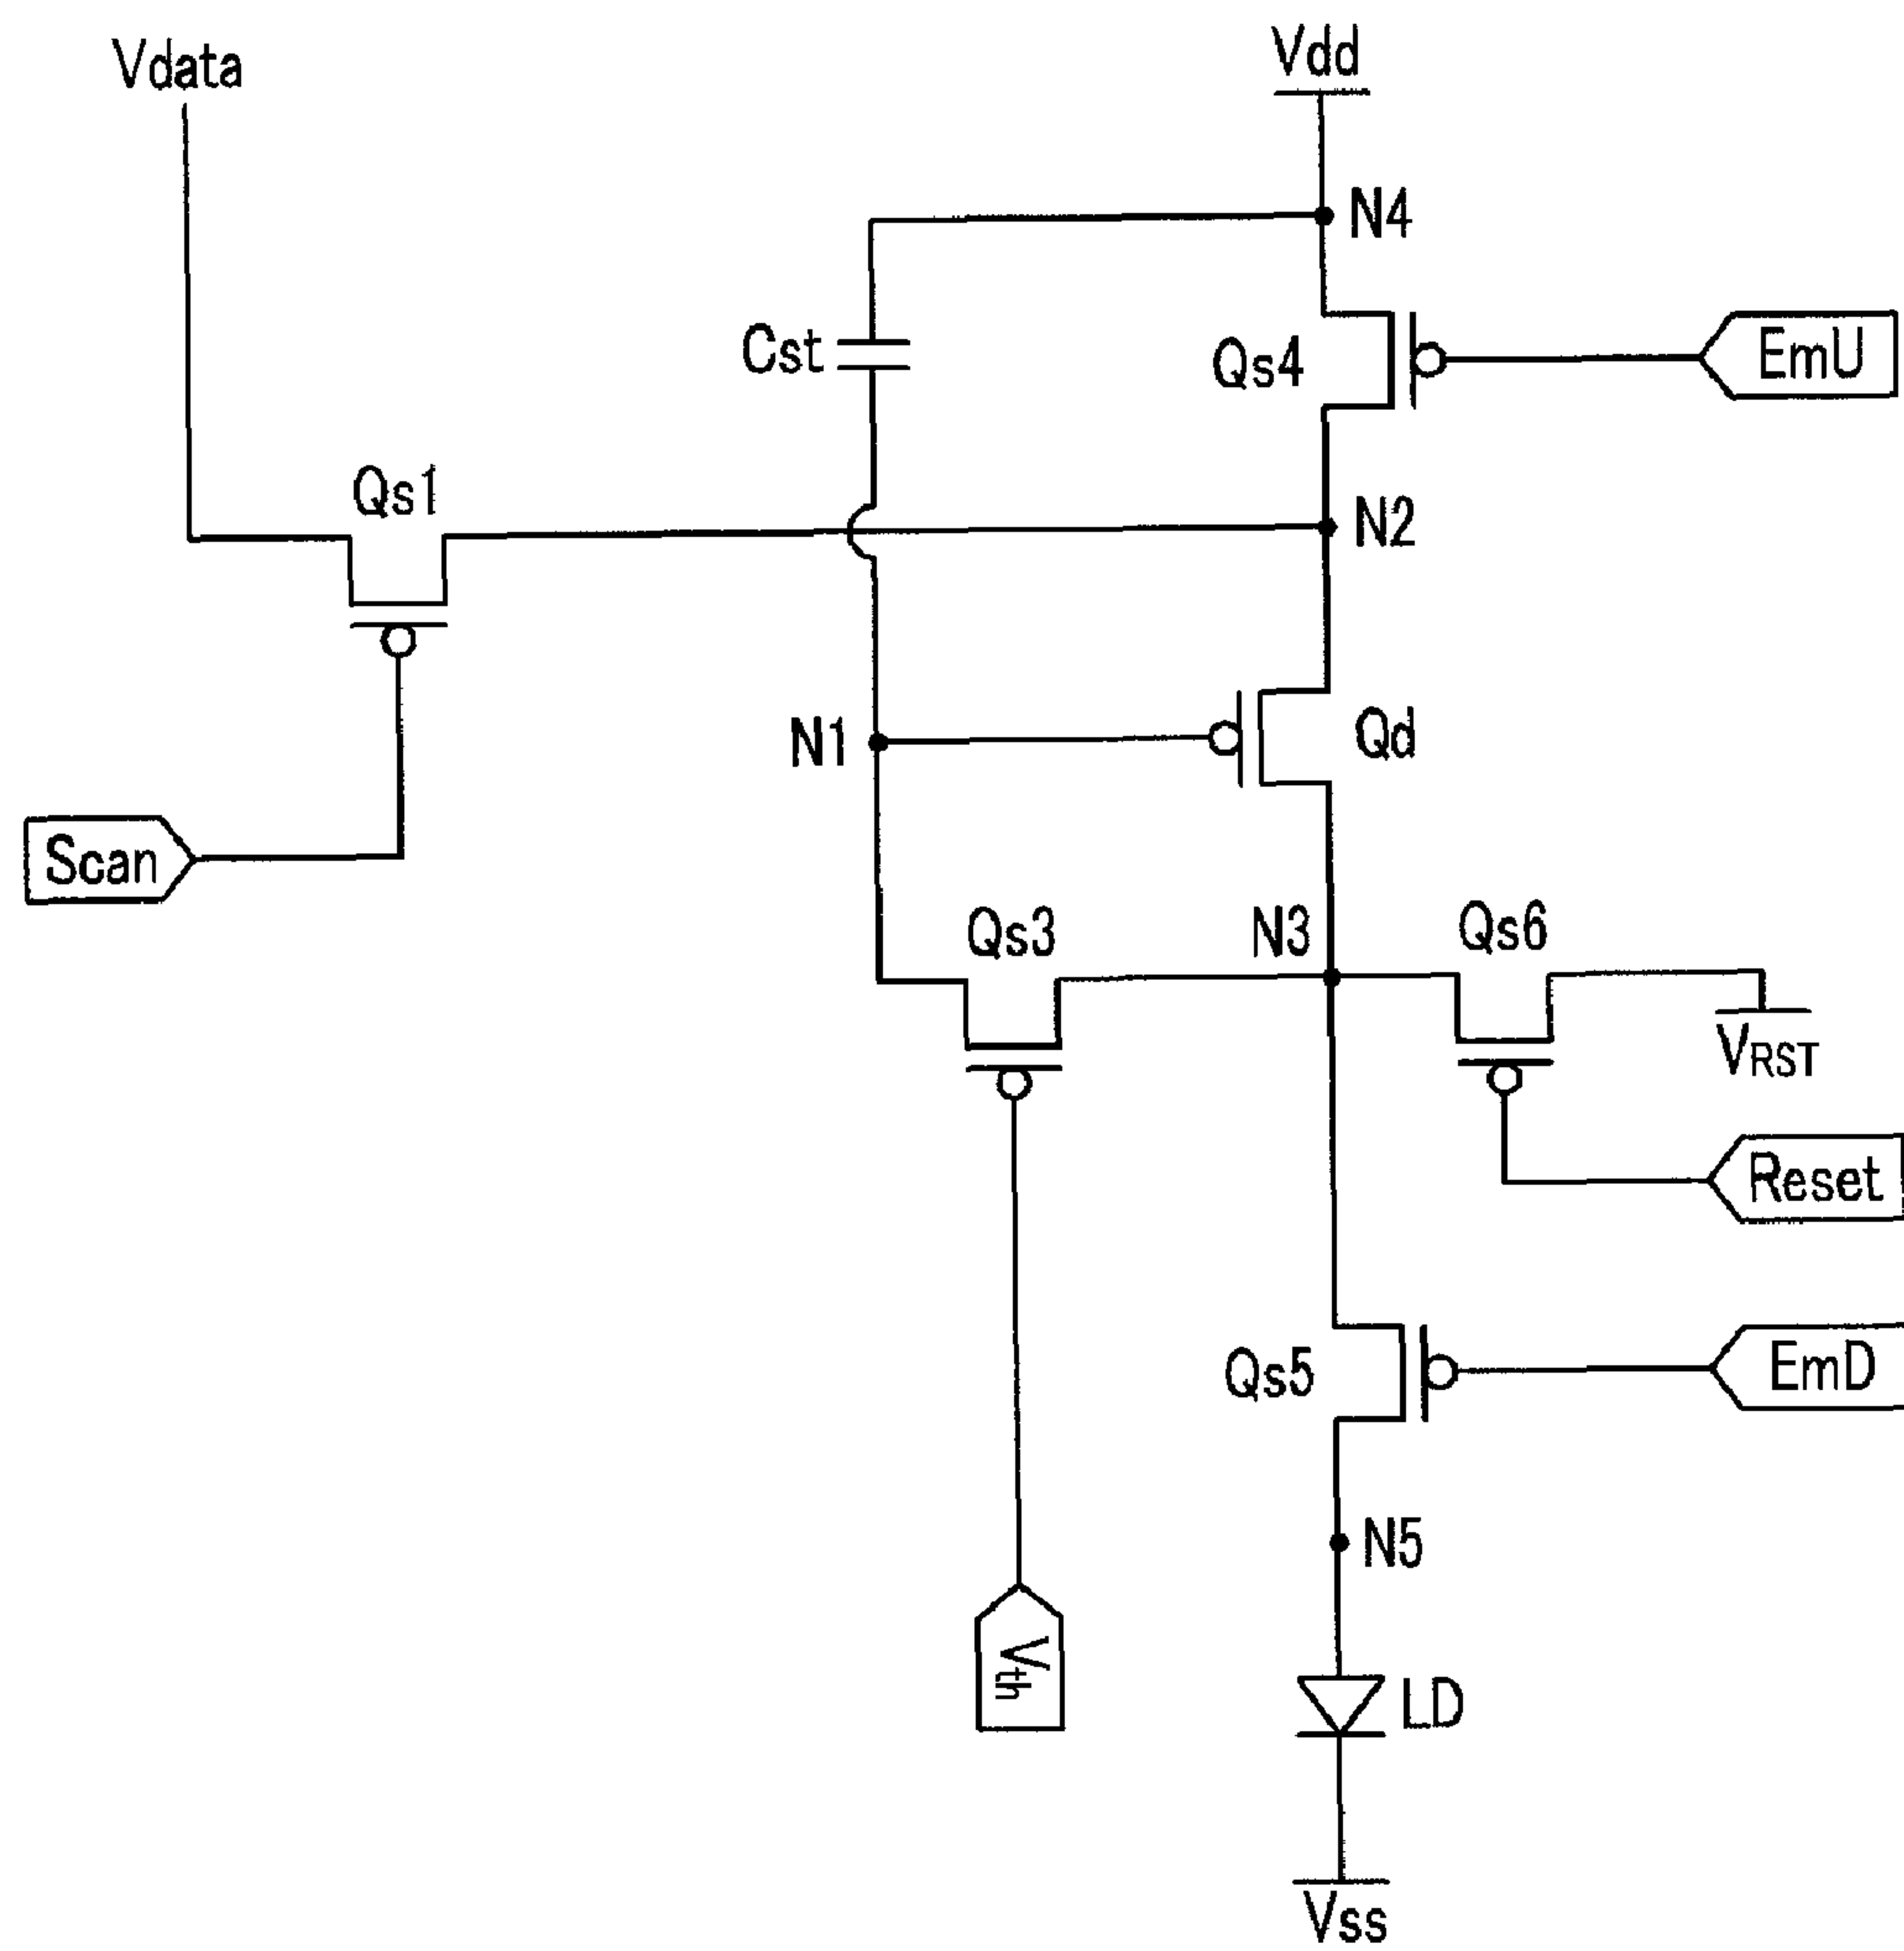 Vdata
Vdd
N4
Cst
Qs4
EmU
Qs1
N2
N1
Qd
Scan
Qs3
N3
Qs6
VRST
Reset
Qs5
EmD
N5
Vth
LD
Vss